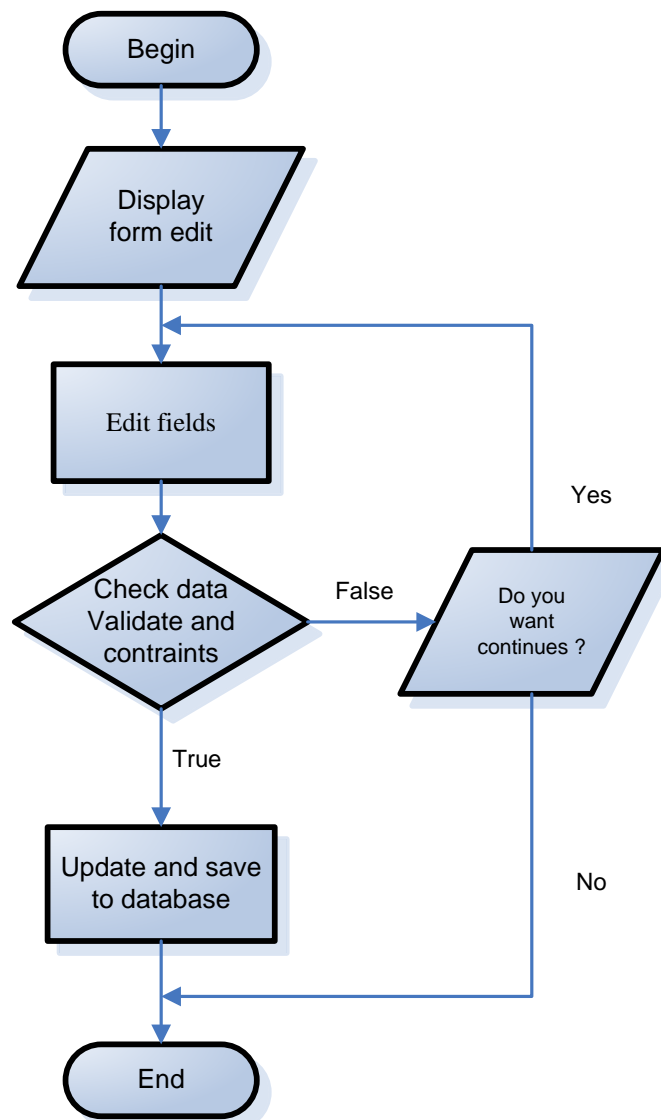 Begin
Display
form edit
Edit fields
Yes
Check data
Validate and
contraints
False
Do you
want
continues ?
True
Update and save
to database
No
End